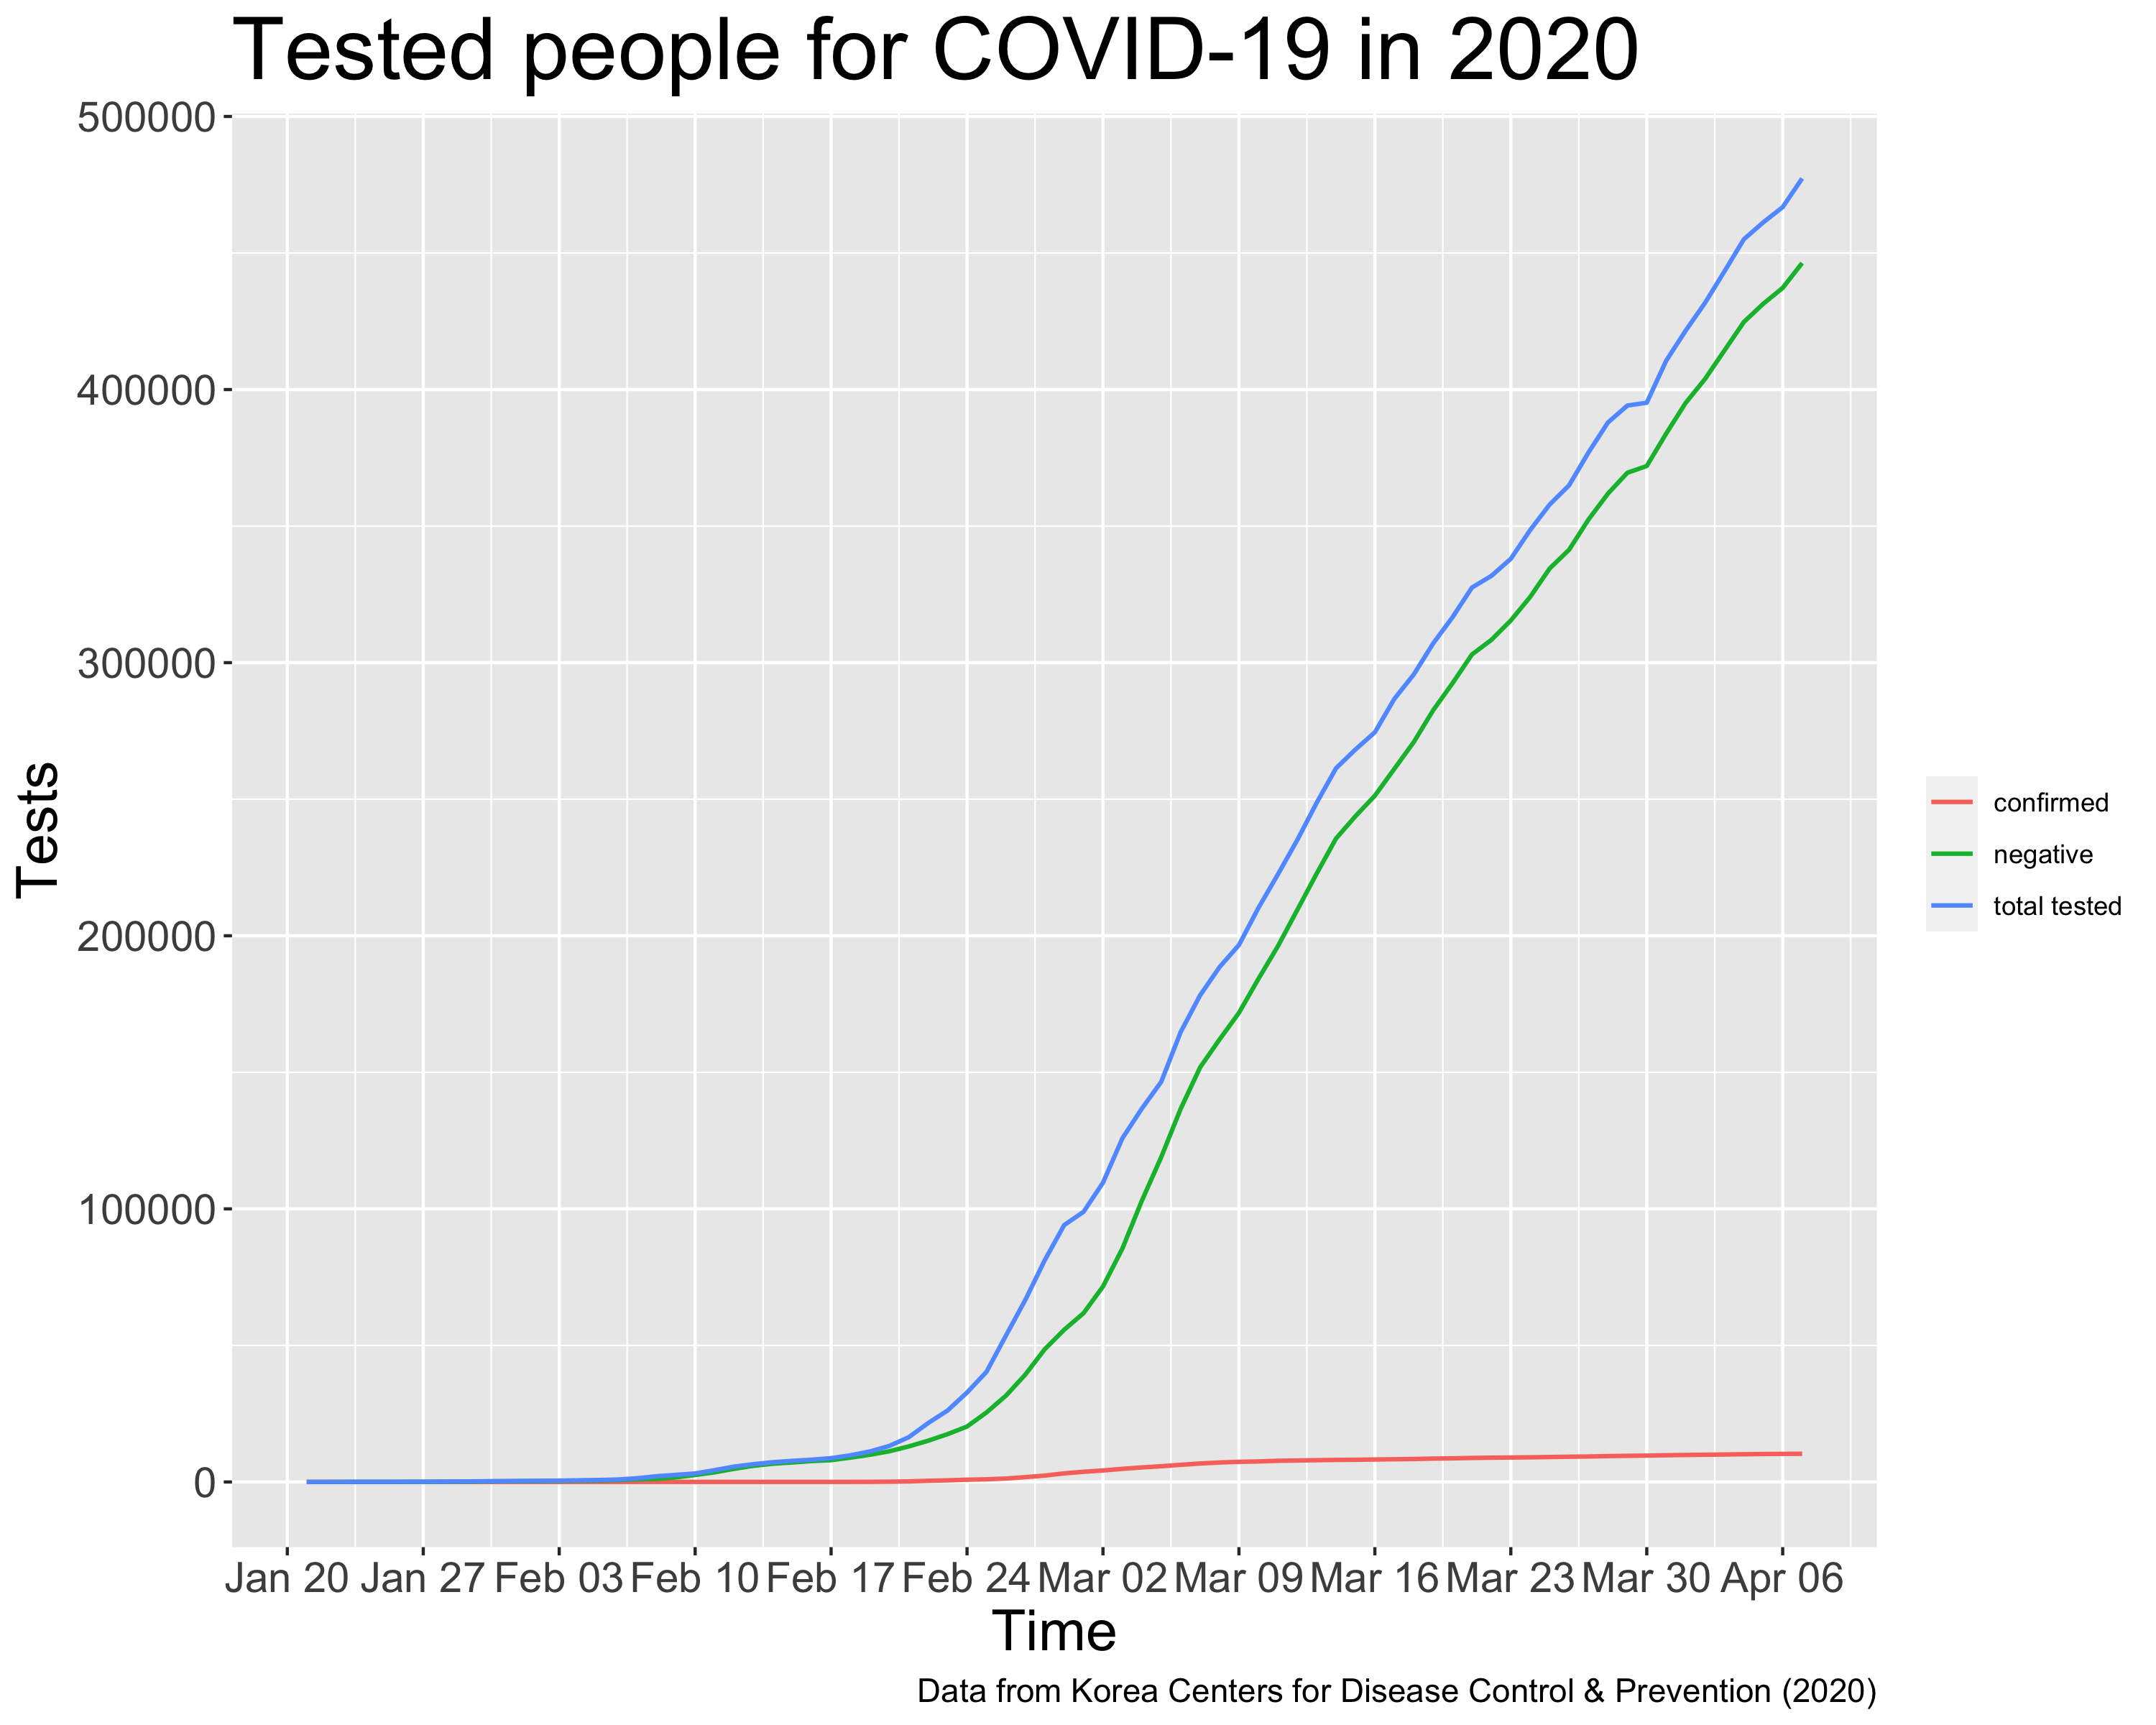 Tested people for COVID-19 in 2020
500000
400000
300000
200000
100000
0
Tests
Jan 20 Jan 27 Feb 03 Feb 10 Feb 17 Feb 24 Mar 02 Mar 09 Mar 16 Mar 23 Mar 30 Apr 06
Time
confirmed
negative
total tested
Data from Korea Centers for Disease Control & Prevention (2020)